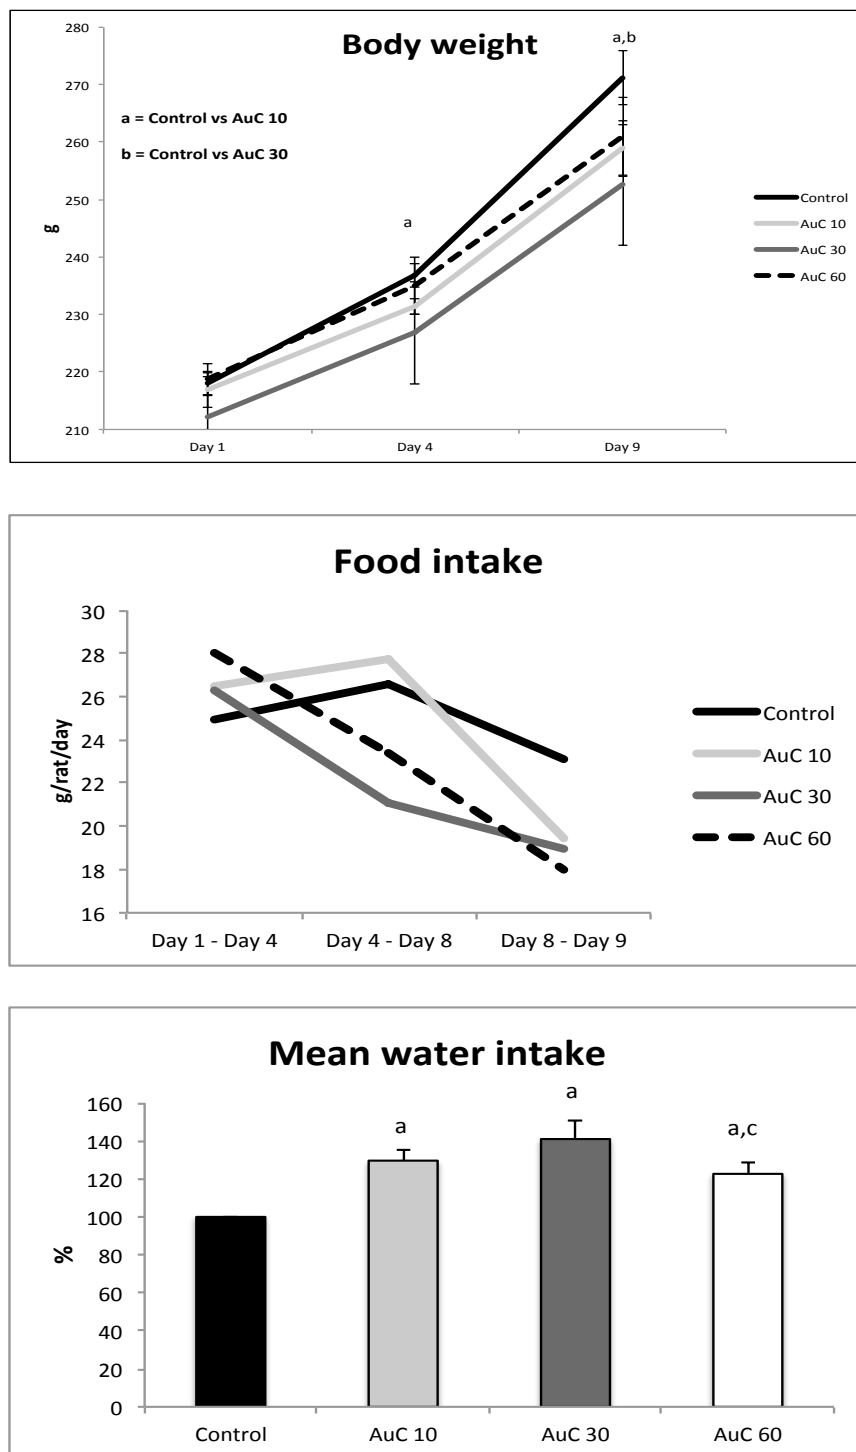 Body weight
280
270
260
250
240
230
220
210
g
a = Control vs AuC 10
b = Control vs AuC 30
a
a,b
Day 1
Day 4
Day 9
Control
AuC 10
AuC 30
AuC 60
Food intake
30
28
26
24
22
20
18
16
g/rat/day
Day 1 - Day 4
Day 4 - Day 8
Day 8 - Day 9
Control
AuC 10
AuC 30
AuC 60
Mean water intake
160
140
120
100
80
60
40
20
0
%
a
a
a,c
Control
AuC 10
AuC 30
AuC 60